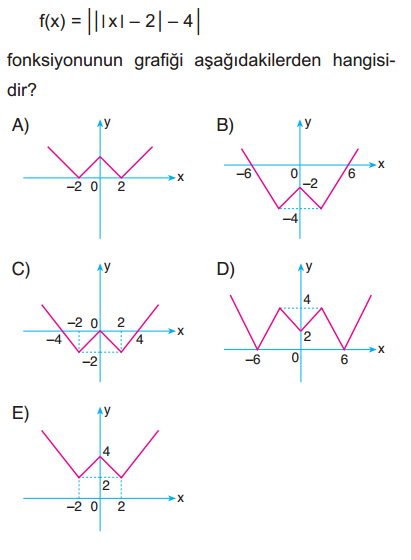 f(x) = |||x| – 2| – 4|
fonksiyonunun grafiği aşağıdakilerden hangisi-
dir?
A)
y
x
–2 0 2
B)
y
x
–6 0 6
–2
–4
C)
y
x
–2 0 2
–4 4
–2
D)
y
x
4
2
–6 0 6
E)
y
x
4
2
–2 0 2